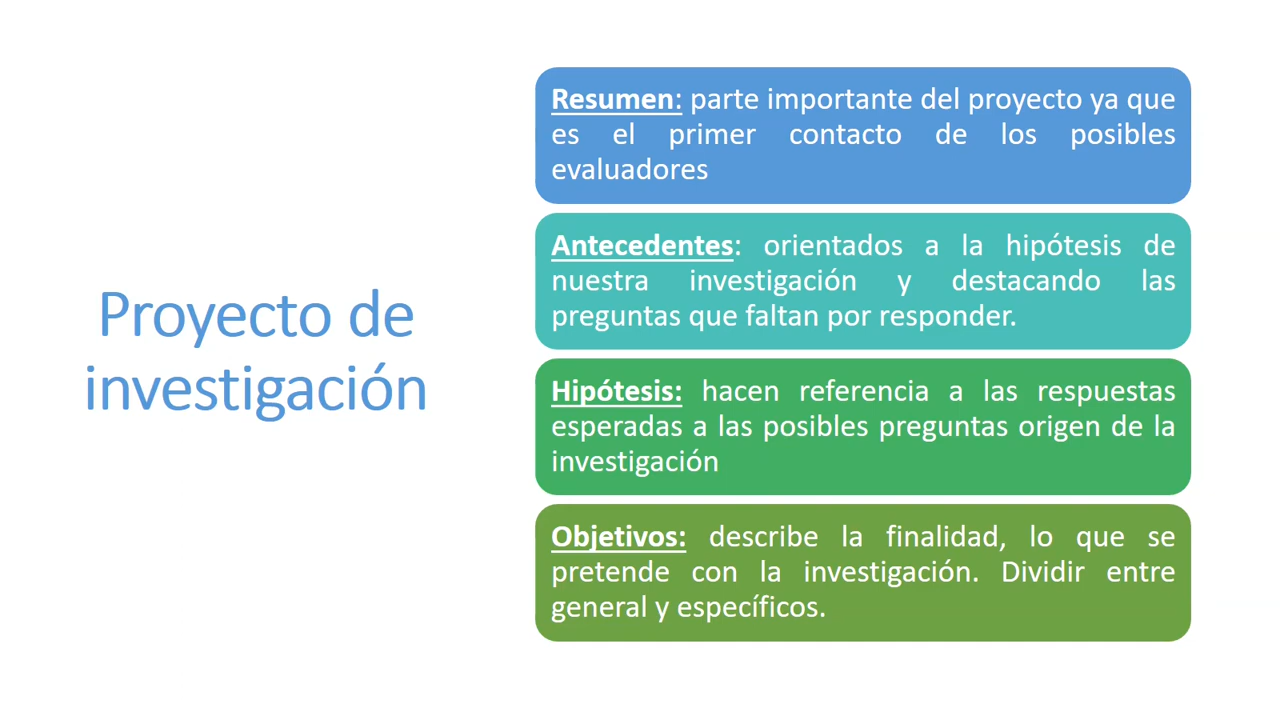 Proyecto de
investigación
Resumen: parte importante del proyecto ya que
es el primer contacto de los posibles
evaluadores
Antecedentes: orientados a la hipótesis de
nuestra investigación y destacando las
preguntas que faltan por responder.
Hipótesis: hacen referencia a las respuestas
esperadas a las posibles preguntas origen de la
investigación
Objetivos: describe la finalidad, lo que se
pretende con la investigación. Dividir entre
general y específicos.